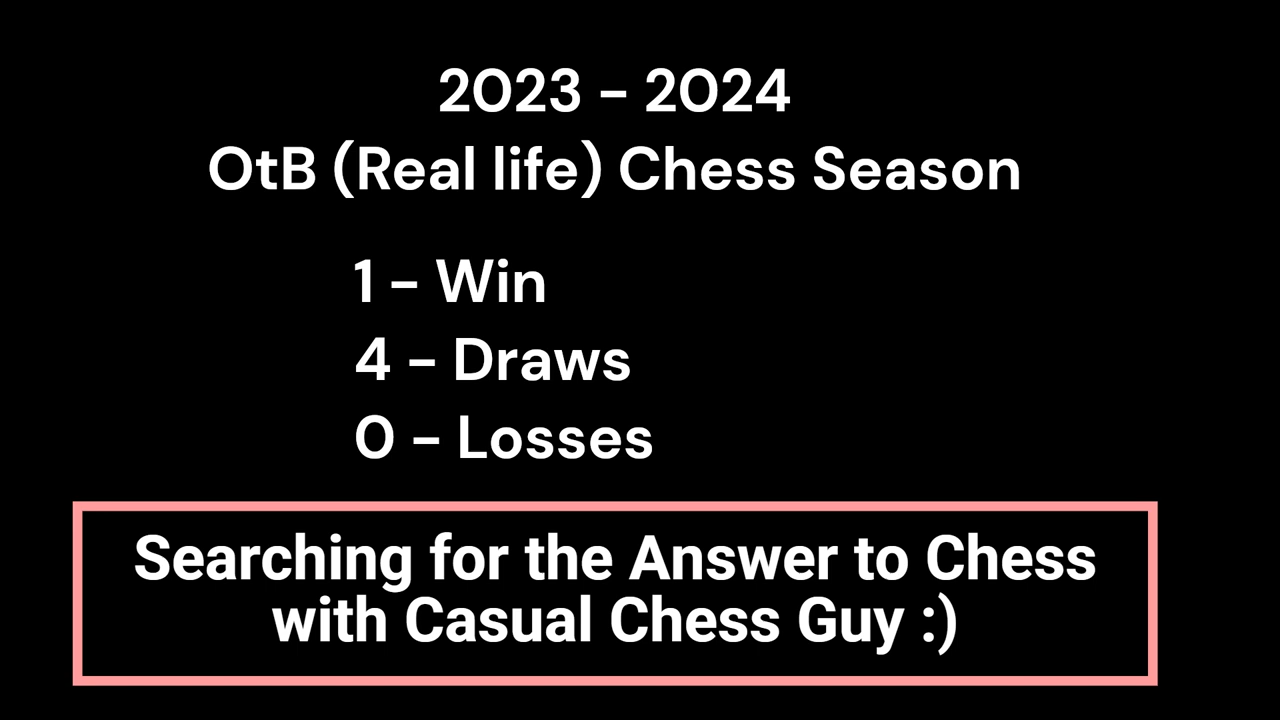 2023 – 2024
OtB (Real life) Chess Season
1 – Win
4 – Draws
0 – Losses
Searching for the Answer to Chess
with Casual Chess Guy :)